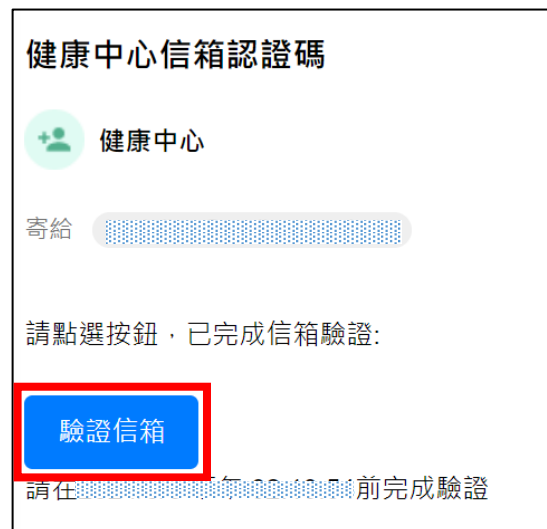 健康中心信箱認證碼
健康中心
寄給
請點選按鈕，已完成信箱驗證:
驗證信箱
請在 前完成驗證